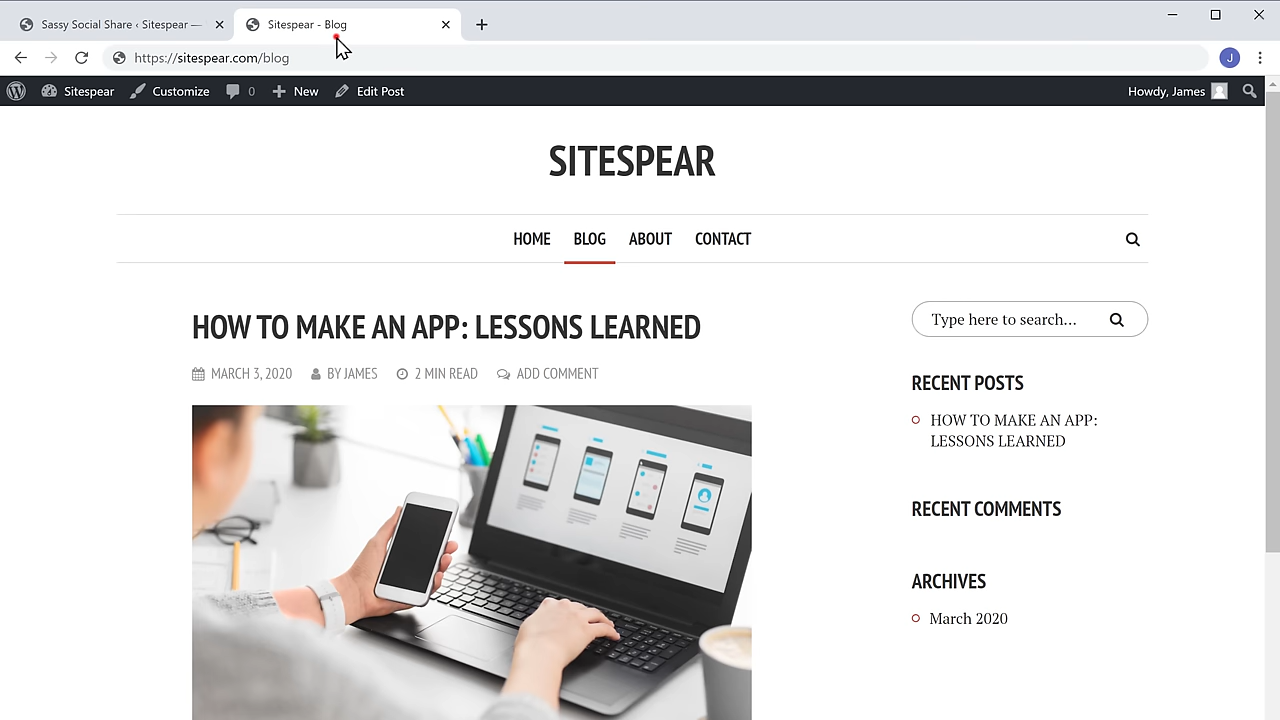 Sassy Social Share ‹ Sitespear —
Sitespear - Blog
https://sitespear.com/blog
J
Sitespear
Customize
0
New
Edit Post
Howdy, James
SITESPEAR
HOME
BLOG
ABOUT
CONTACT
HOW TO MAKE AN APP: LESSONS LEARNED
MARCH 3, 2020
BY JAMES
2 MIN READ
ADD COMMENT
Type here to search...
RECENT POSTS
HOW TO MAKE AN APP:
LESSONS LEARNED
RECENT COMMENTS
ARCHIVES
March 2020